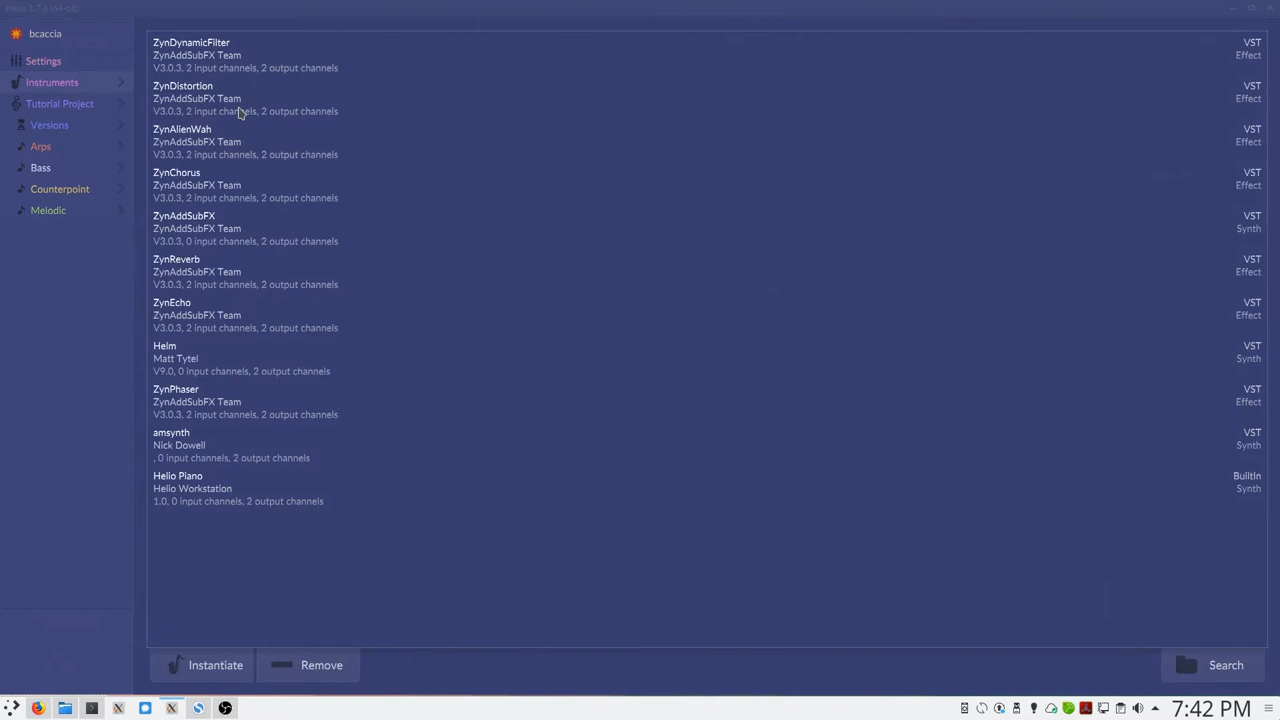 Helio 1.7.6 (64-bit)
bcaccia
Settings
Instruments
Tutorial Project
Versions
Arps
Bass
Counterpoint
Melodic
ZynDynamicFilter
VST
ZynAddSubFX Team
Effect
V3.0.3, 2 input channels, 2 output channels
ZynDistortion
VST
ZynAddSubFX Team
Effect
V3.0.3, 2 input channels, 2 output channels
ZynAlienWah
VST
ZynAddSubFX Team
Effect
V3.0.3, 2 input channels, 2 output channels
ZynChorus
VST
ZynAddSubFX Team
Effect
V3.0.3, 2 input channels, 2 output channels
ZynAddSubFX
VST
ZynAddSubFX Team
Synth
V3.0.3, 0 input channels, 2 output channels
ZynReverb
VST
ZynAddSubFX Team
Effect
V3.0.3, 2 input channels, 2 output channels
ZynEcho
VST
ZynAddSubFX Team
Effect
V3.0.3, 2 input channels, 2 output channels
Helm
VST
Matt Tytel
Synth
V9.0, 0 input channels, 2 output channels
ZynPhaser
VST
ZynAddSubFX Team
Effect
V3.0.3, 2 input channels, 2 output channels
amsynth
VST
Nick Dowell
Synth
, 0 input channels, 2 output channels
Helio Piano
BuiltIn
Helio Workstation
Synth
1.0, 0 input channels, 2 output channels
Instantiate
Remove
Search
7:42 PM